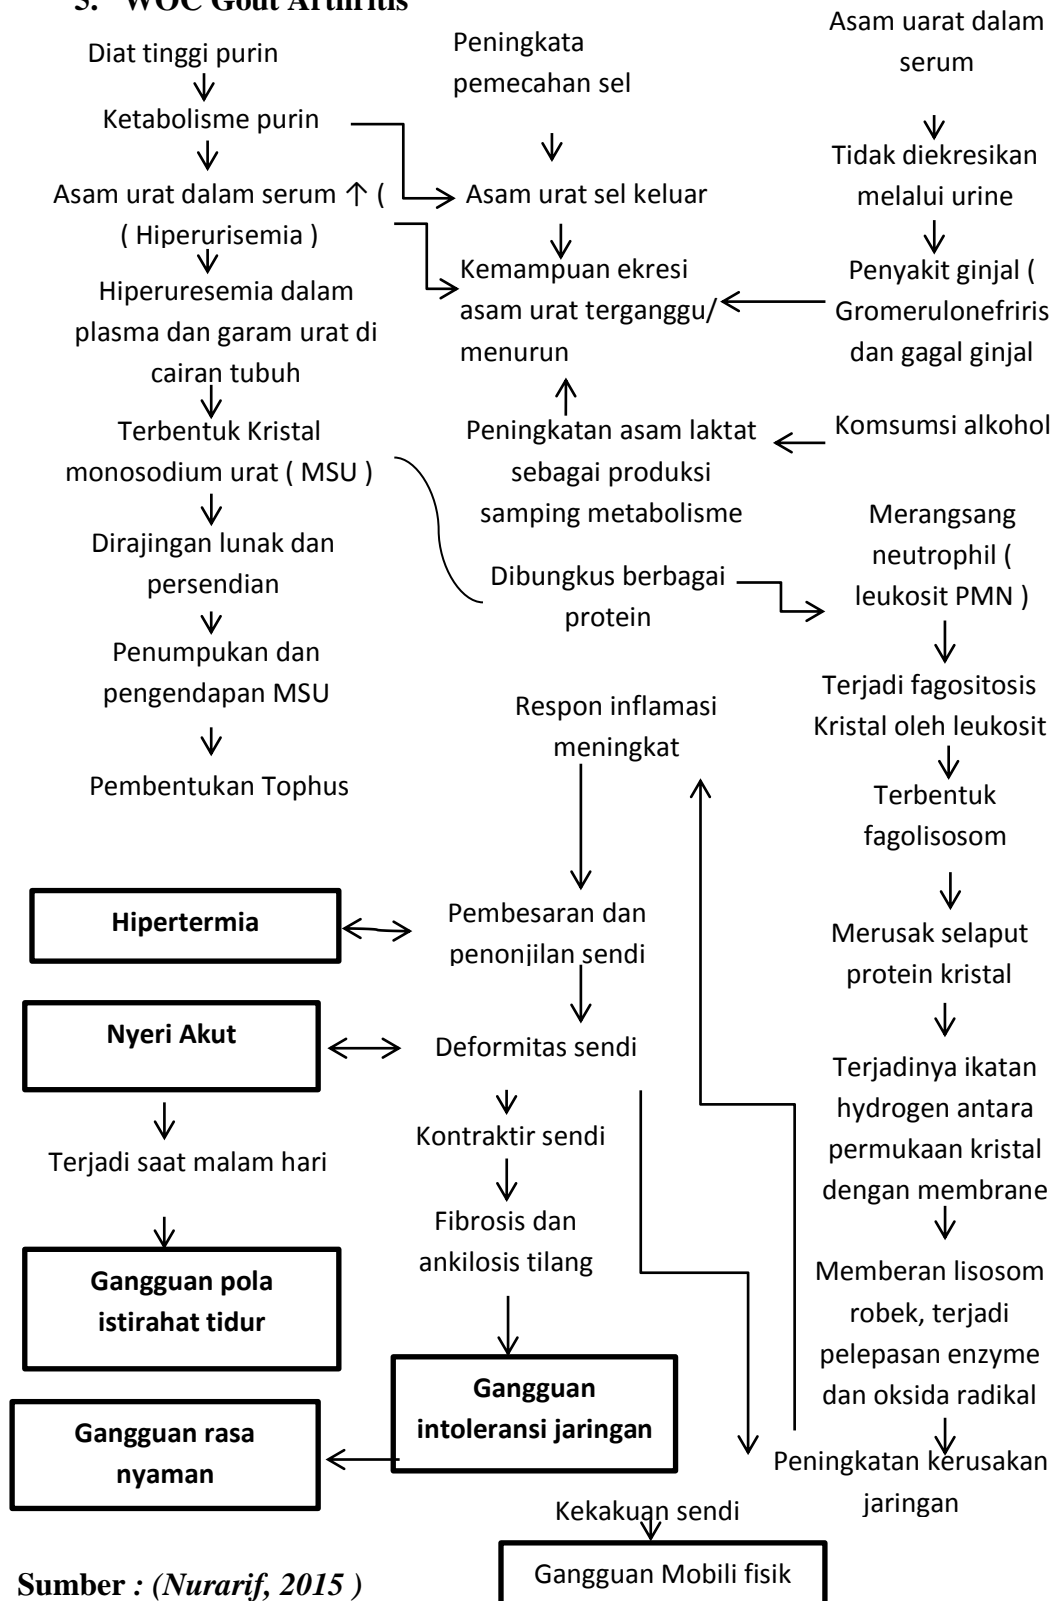 5. WOC Gout Arthritis
Diat tinggi purin
Ketabolisme purin
Asam urat dalam serum ↑ (
( Hiperurisemia )
Hiperuresemia dalam
plasma dan garam urat di
cairan tubuh
Terbentuk Kristal
monosodium urat ( MSU )
Dirajingan lunak dan
persendian
Penumpukan dan
pengendapan MSU
Pembentukan Tophus
Peningkata
pemecahan sel
Asam urat sel keluar
Kemampuan ekresi
asam urat terganggu/
menurun
Peningkatan asam laktat
sebagai produksi
samping metabolisme
Dibungkus berbagai
protein
Asam uarat dalam
serum
Tidak diekresikan
melalui urine
Penyakit ginjal (
Gromerulonefriris
dan gagal ginjal
Komsumsi alkohol
Merangsang
neutrophil (
leukosit PMN )
Terjadi fagositosis
Kristal oleh leukosit
Terbentuk
fagolisosom
Merusak selaput
protein kristal
Terjadinya ikatan
hydrogen antara
permukaan kristal
dengan membrane
Memberan lisosom
robek, terjadi
pelepasan enzyme
dan oksida radikal
Peningkatan kerusakan
jaringan
Respon inflamasi
meningkat
Pembesaran dan
penonjilan sendi
Deformitas sendi
Kontraktir sendi
Fibrosis dan
ankilosis tilang
Gangguan
intoleransi jaringan
Hipertermia
Nyeri Akut
Terjadi saat malam hari
Gangguan pola
istirahat tidur
Gangguan rasa
nyaman
Kekakuan sendi
Gangguan Mobili fisik
Sumber : (Nurarif, 2015 )